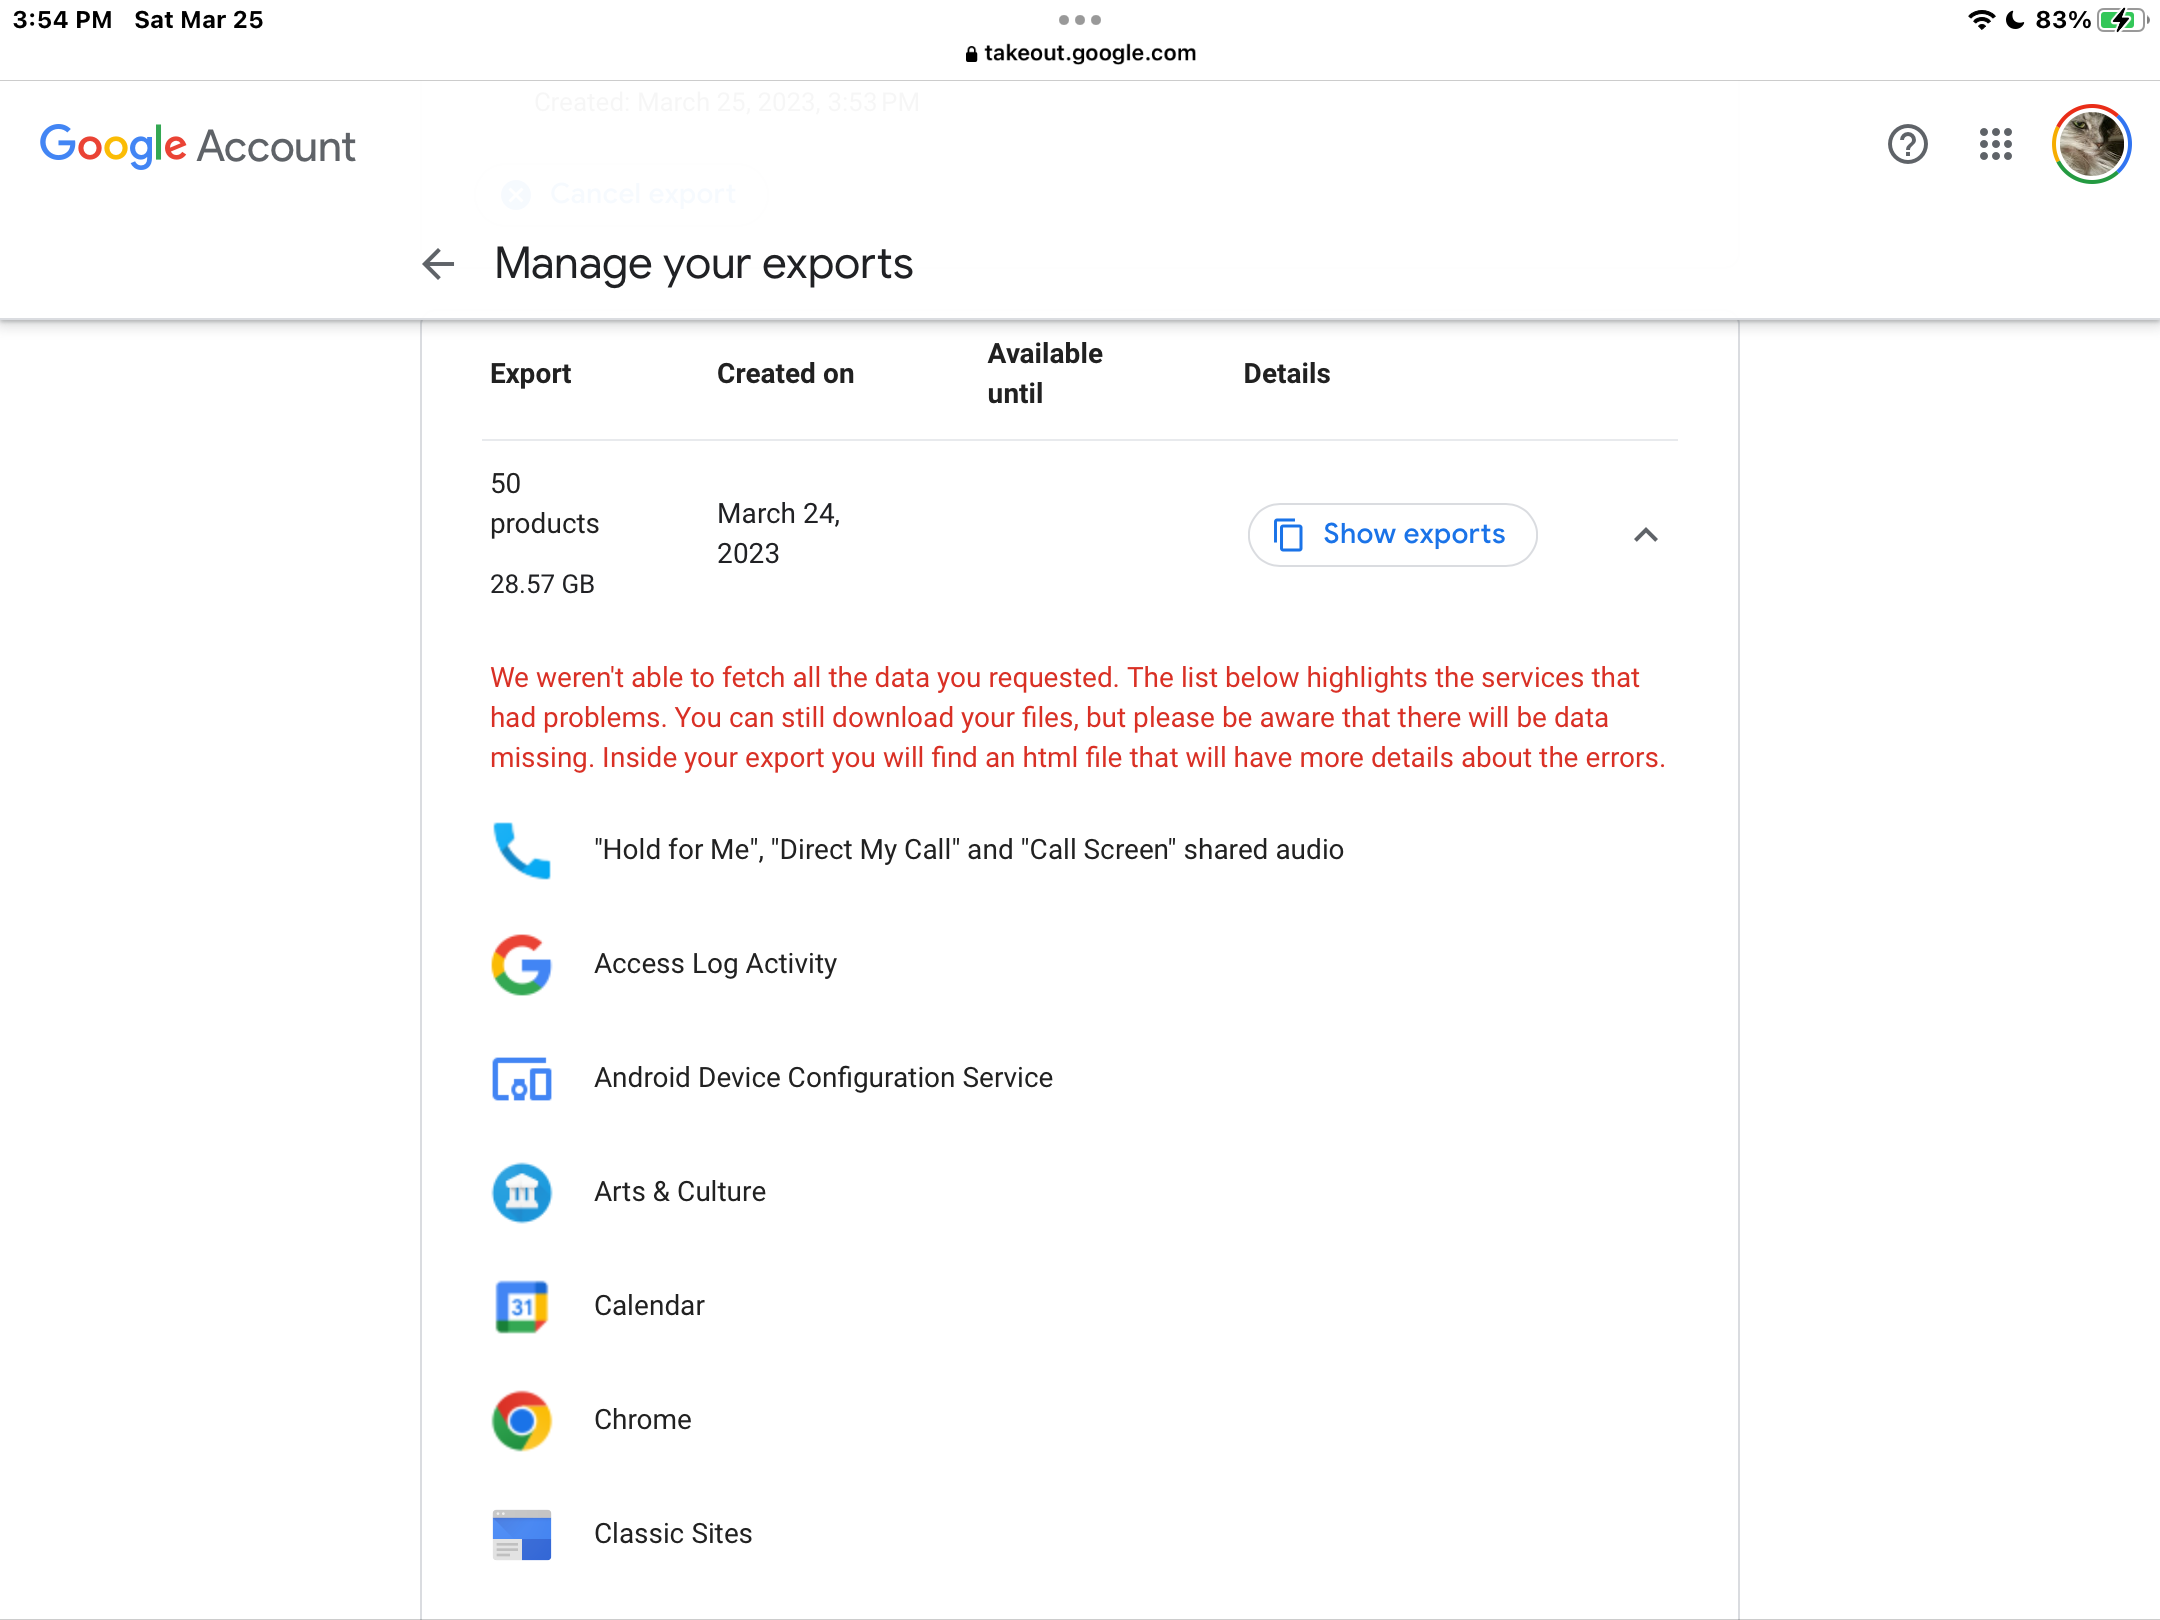 3:54 PM Sat Mar 25
83%
takeout.google.com
Created: March 25, 2023, 3:53 PM
Google Account
Cancel export
Manage your exports
Export
Created on
Available
until
Details
50
products
28.57 GB
March 24,
2023
Show exports
We weren't able to fetch all the data you requested. The list below highlights the services that
had problems. You can still download your files, but please be aware that there will be data
missing. Inside your export you will find an html file that will have more details about the errors.
"Hold for Me", "Direct My Call" and "Call Screen" shared audio
Access Log Activity
Android Device Configuration Service
Arts & Culture
31
Calendar
Chrome
Classic Sites